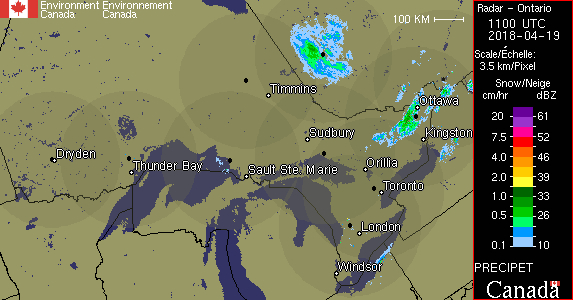 Environment Environnement
Canada Canada
100 KM
Timmins
Ottawa
Sudbury
Kingston
Dryden
Thunder Bay
Sault Ste. Marie
Orillia
Toronto
London
Windsor
Radar - Ontario
1100 UTC
2018-04-19
Scale/Échelle:
3.5 km/Pixel
Snow/Neige
cm/hr dBZ
20 61
7.5 52
4.0 46
2.0 39
1.0 33
0.5 26
0.1 10
PRECIPET
Canada